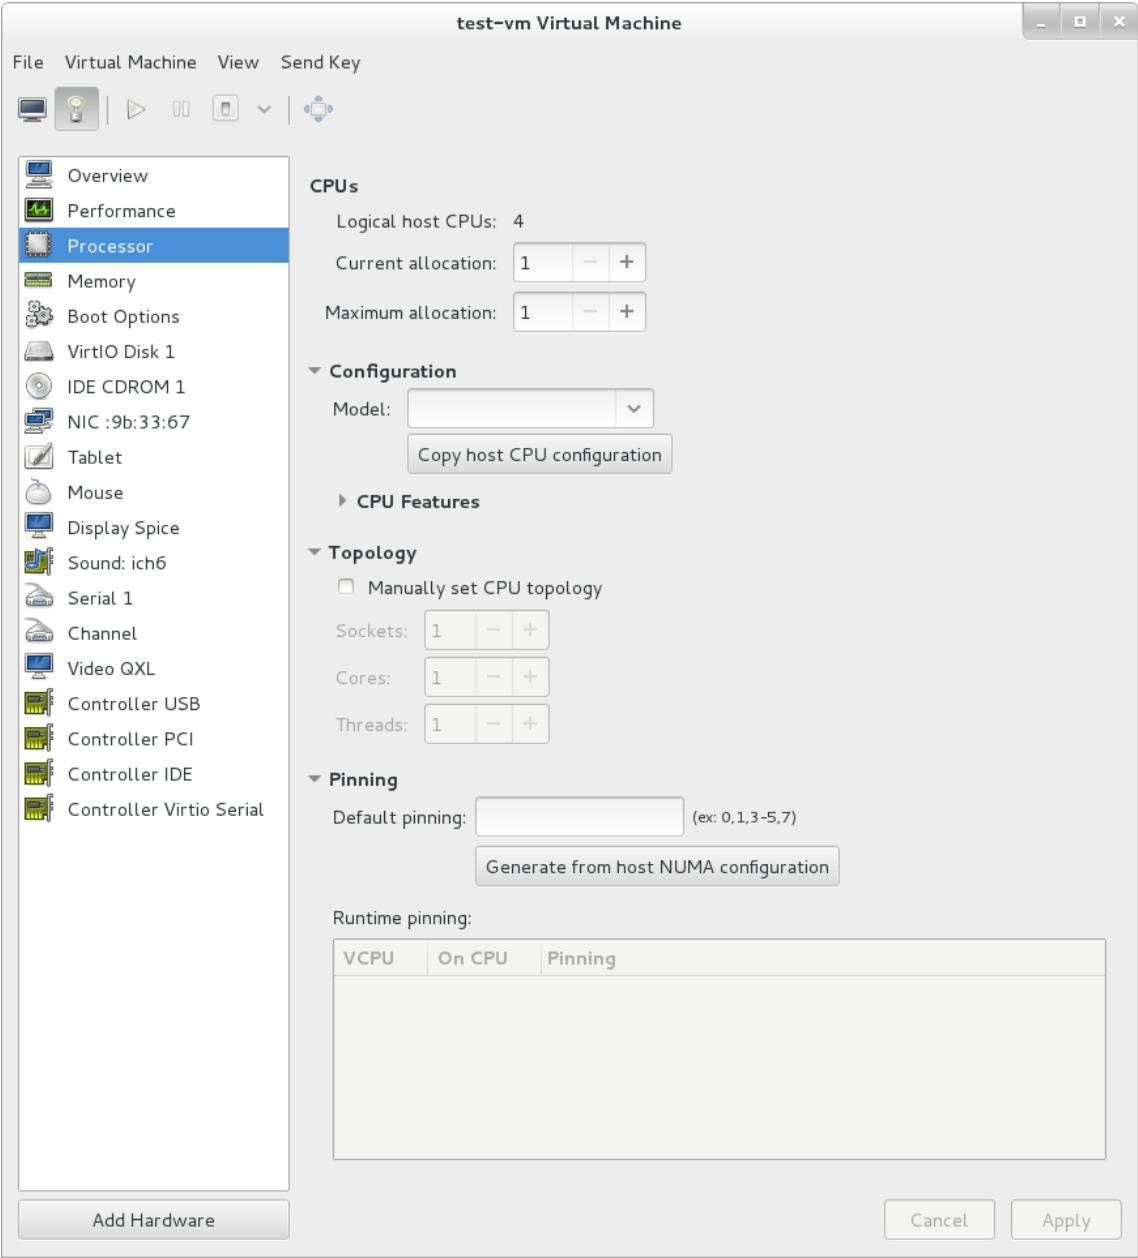 test-vm Virtual Machine
File Virtual Machine View Send Key
Overview
Performance
Processor
Memory
Boot Options
VirtIO Disk 1
IDE CDROM 1
NIC :9b:33:67
Tablet
Mouse
Display Spice
Sound: ich6
Serial 1
Channel
Video QXL
Controller USB
Controller PCI
Controller IDE
Controller Virtio Serial
Add Hardware
CPUs
Logical host CPUs: 4
Current allocation: 1
Maximum allocation: 1
Configuration
Model:
Copy host CPU configuration
CPU Features
Topology
Manually set CPU topology
Sockets: 1
Cores: 1
Threads: 1
Pinning
Default pinning: (ex: 0,1,3-5,7)
Generate from host NUMA configuration
Runtime pinning:
VCPU On CPU Pinning
Cancel Apply